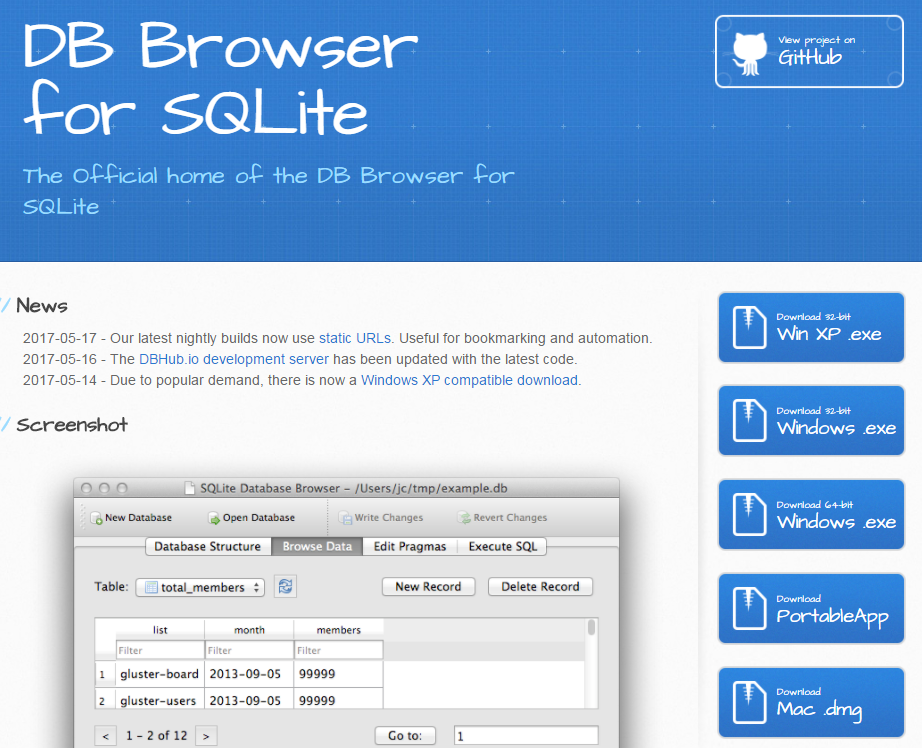 DB Browser
for SQLite
The Official home of the DB Browser for
SQLite
View project on
GitHub
// News
2017-05-17 - Our latest nightly builds now use static URLs. Useful for bookmarking and automation.
2017-05-16 - The DBHub.io development server has been updated with the latest code.
2017-05-14 - Due to popular demand, there is now a Windows XP compatible download.
// Screenshot
SQLite Database Browser – /Users/jc/tmp/example.db
New Database Open Database Write Changes Revert Changes
Database Structure Browse Data Edit Pragmas Execute SQL
Table: total_members New Record Delete Record
list month members
Filter Filter Filter
1 gluster-board 2013-09-05 99999
2 gluster-users 2013-09-05 99999
< 1 - 2 of 12 > Go to: 1
Download 32-bit
Win XP .exe
Download 32-bit
Windows .exe
Download 64-bit
Windows .exe
Download
PortableApp
Download
Mac .dmg